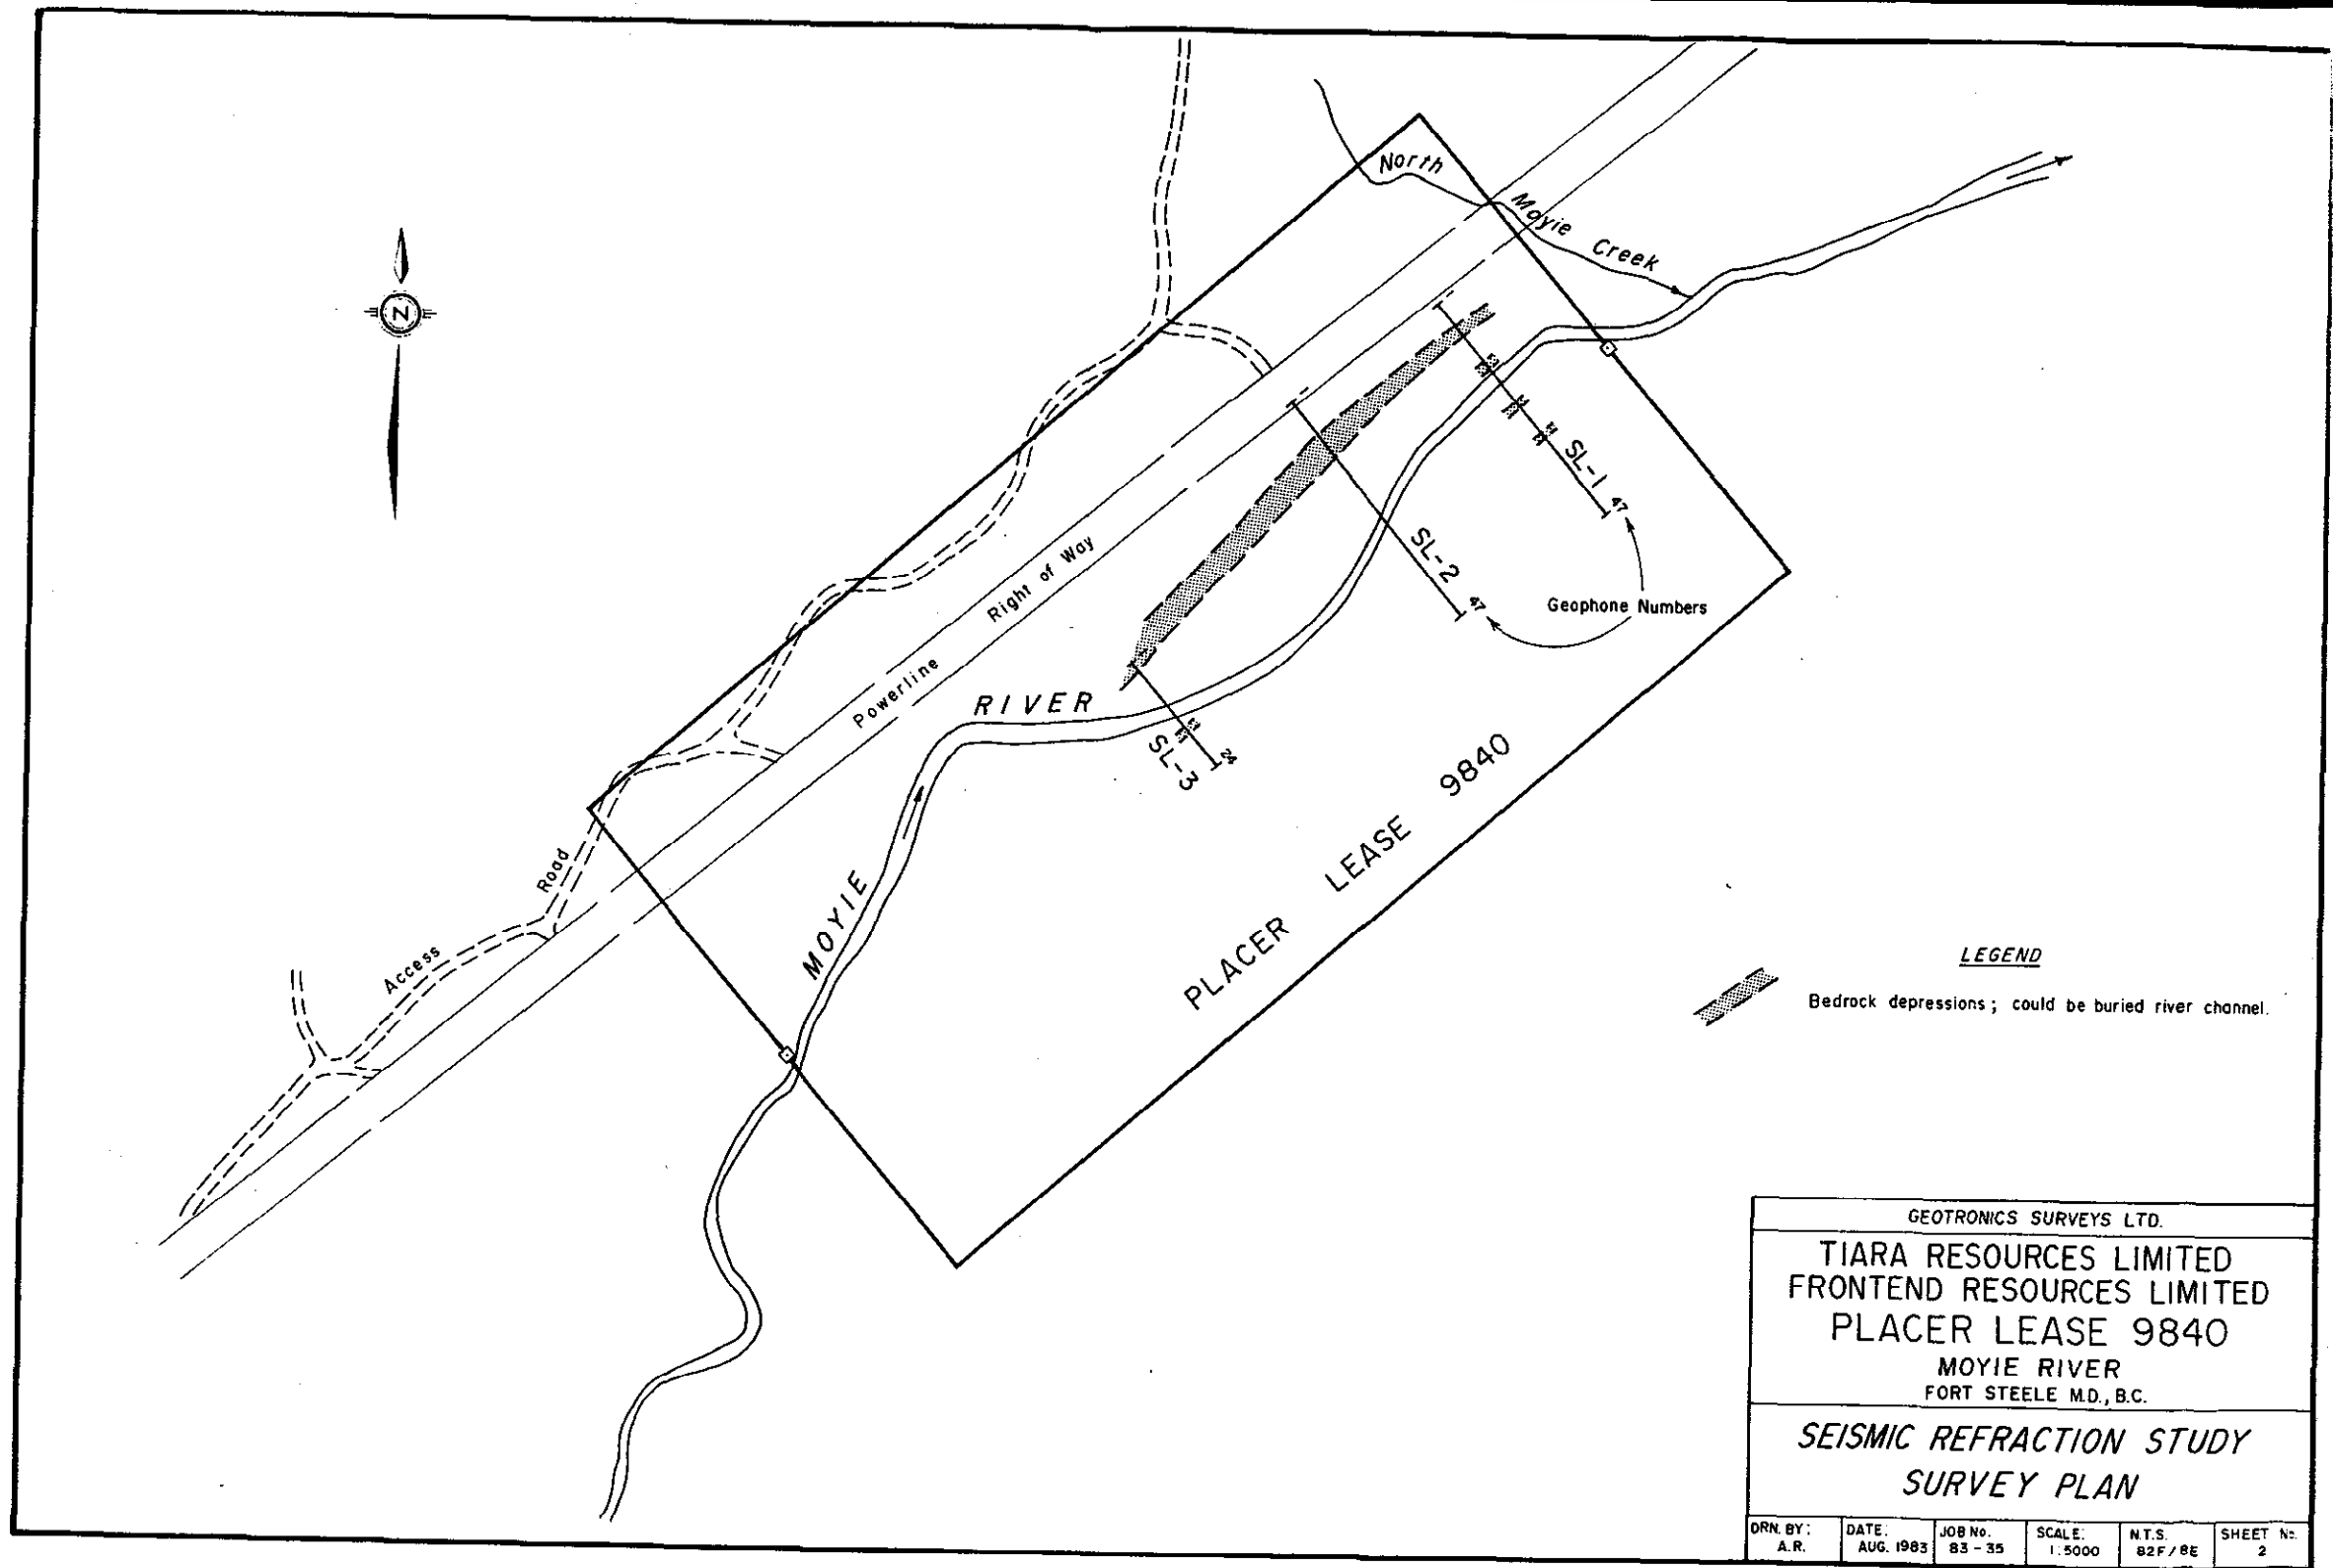 North
Moyie
Creek
N
SL-1
47
SL-2
47
Geophone Numbers
Powerline Right of Way
RIVER
SL-3
24
MOYIE
Road
Access
PLACER LEASE 9840
LEGEND
Bedrock depressions; could be buried river channel.
GEOTRONICS SURVEYS LTD.
TIARA RESOURCES LIMITED
FRONTEND RESOURCES LIMITED
PLACER LEASE 9840
MOYIE RIVER
FORT STEELE M.D., B.C.
SEISMIC REFRACTION STUDY
SURVEY PLAN
DRN. BY: A.R.
DATE: AUG. 1983
JOB No. 83-35
SCALE: 1:5000
N.T.S. 82F/8E
SHEET No. 2